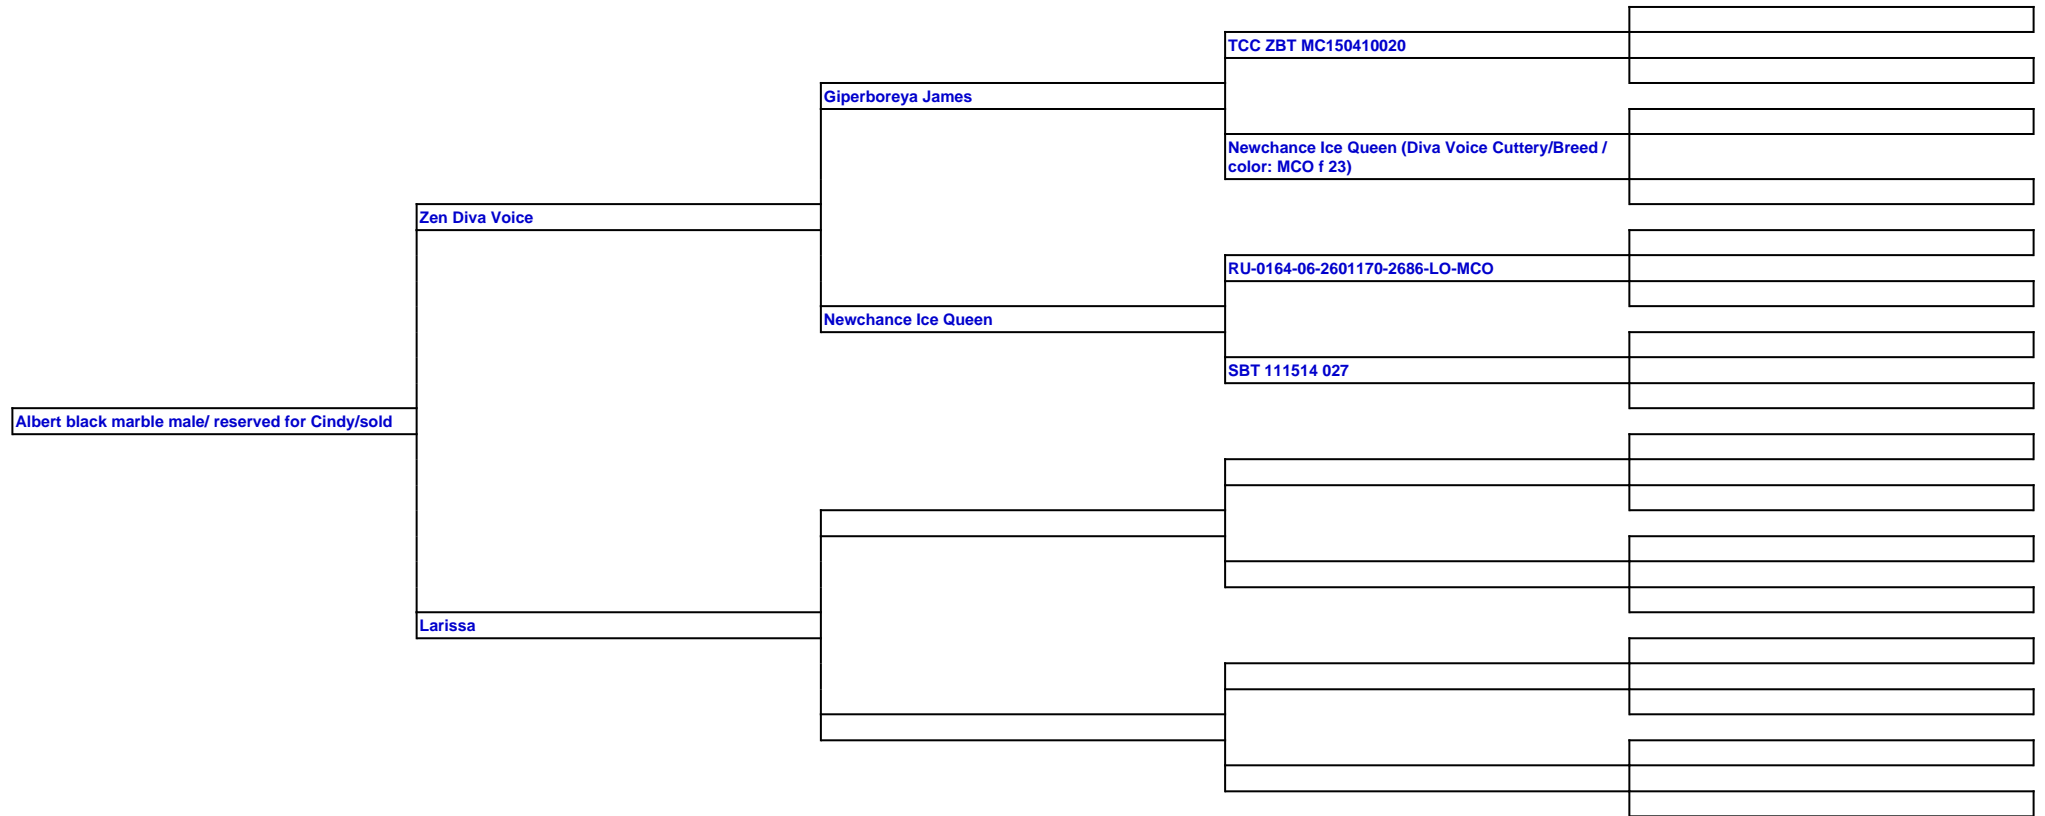 TCC ZBT MC150410020
Giperboreya James
Newchance Ice Queen (Diva Voice Cuttery/Breed /
color: MCO f 23)
Zen Diva Voice
RU-0164-06-2601170-2686-LO-MCO
Newchance Ice Queen
SBT 111514 027
Albert black marble male/ reserved for Cindy/sold
Larissa